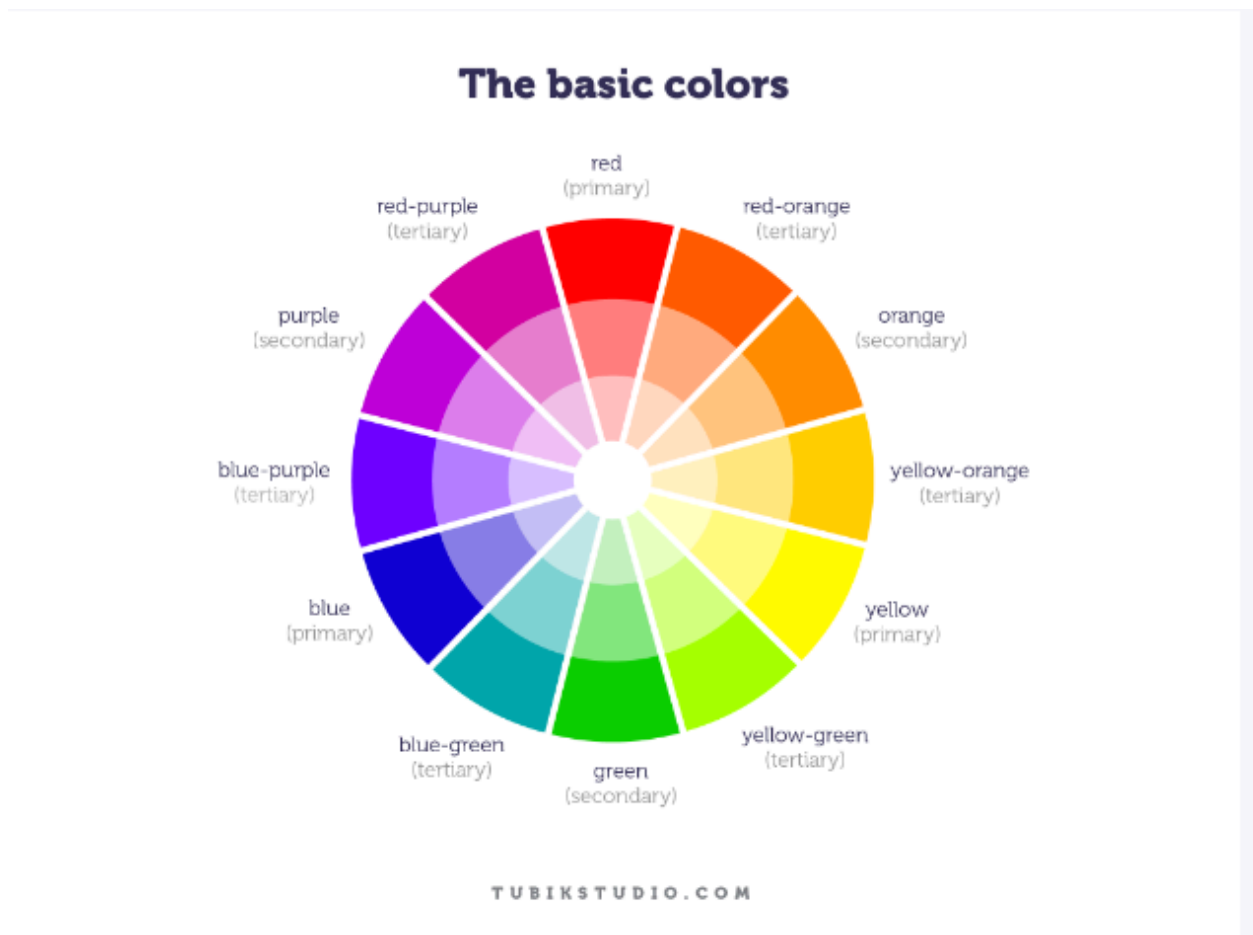 The basic colors
red
(primary)
red-purple
(tertiary)
red-orange
(tertiary)
purple
(secondary)
orange
(secondary)
blue-purple
(tertiary)
yellow-orange
(tertiary)
blue
(primary)
yellow
(primary)
blue-green
(tertiary)
yellow-green
(tertiary)
green
(secondary)
TUBIKSTUDIO.COM